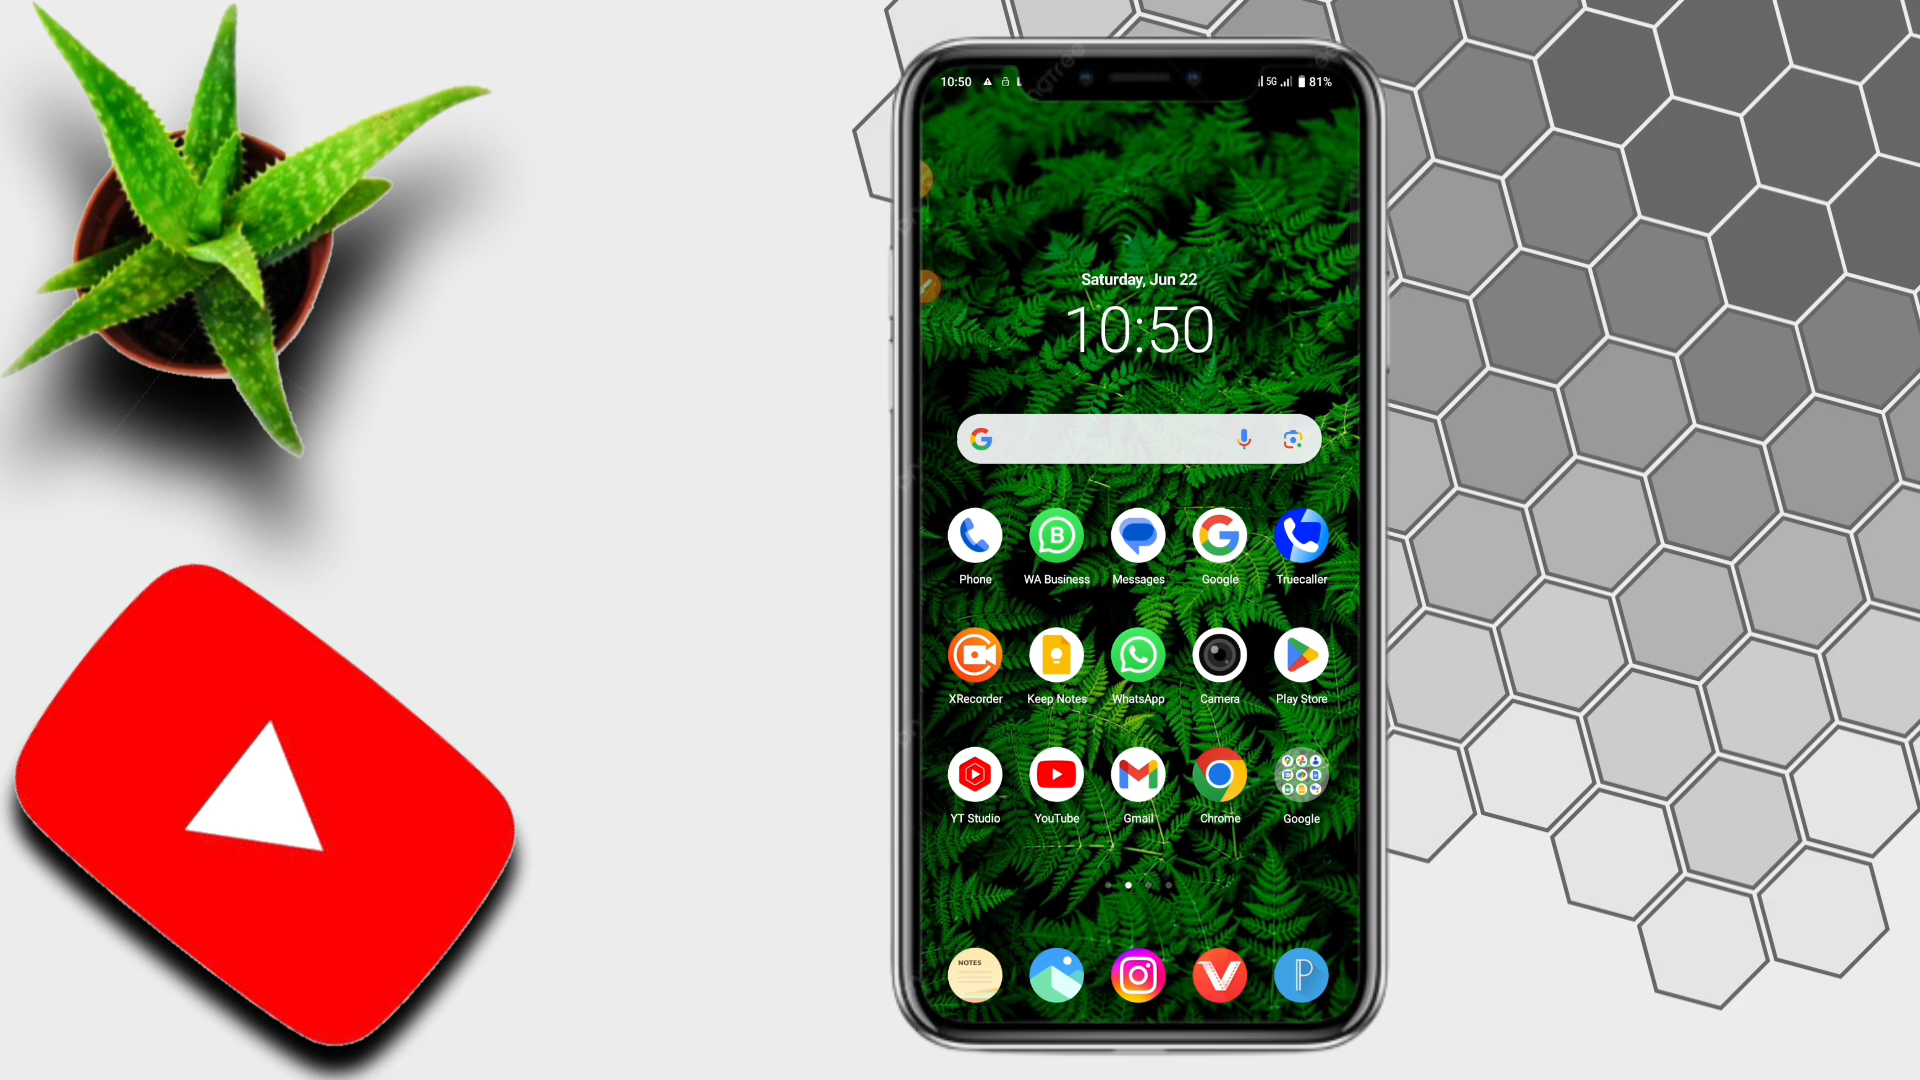 10:50
5G 81%
Saturday, Jun 22
10:50
Phone WA Business Messages Google Truecaller
XRecorder Keep Notes WhatsApp Camera Play Store
YT Studio YouTube Gmail Chrome Google
NOTES